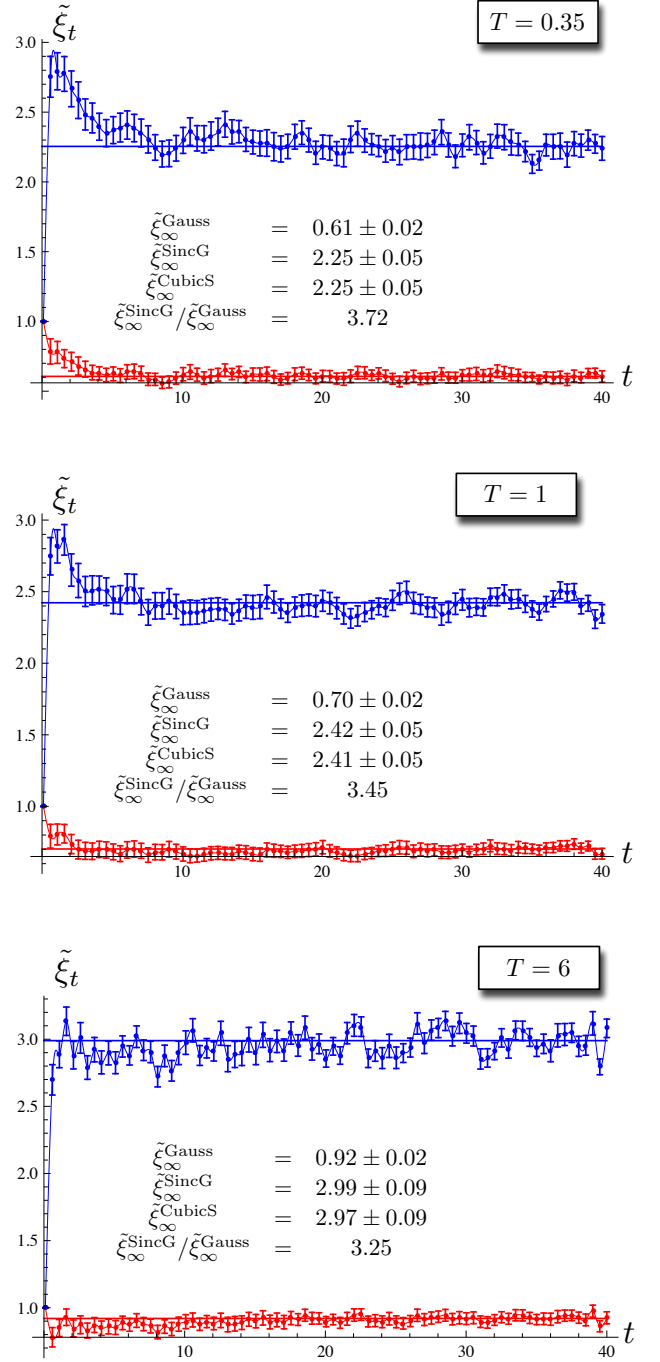 ξ̃ₜ
T = 0.35
3.0
2.5
2.0
1.5
1.0
ξ̃∞^Gauss = 0.61 ± 0.02
ξ̃∞^SincG = 2.25 ± 0.05
ξ̃∞^CubicS = 2.25 ± 0.05
ξ̃∞^SincG/ξ̃∞^Gauss = 3.72
10 20 30 40 t
ξ̃ₜ
T = 1
3.0
2.5
2.0
1.5
1.0
ξ̃∞^Gauss = 0.70 ± 0.02
ξ̃∞^SincG = 2.42 ± 0.05
ξ̃∞^CubicS = 2.41 ± 0.05
ξ̃∞^SincG/ξ̃∞^Gauss = 3.45
10 20 30 40 t
ξ̃ₜ
T = 6
3.0
2.5
2.0
1.5
1.0
ξ̃∞^Gauss = 0.92 ± 0.02
ξ̃∞^SincG = 2.99 ± 0.09
ξ̃∞^CubicS = 2.97 ± 0.09
ξ̃∞^SincG/ξ̃∞^Gauss = 3.25
10 20 30 40 t